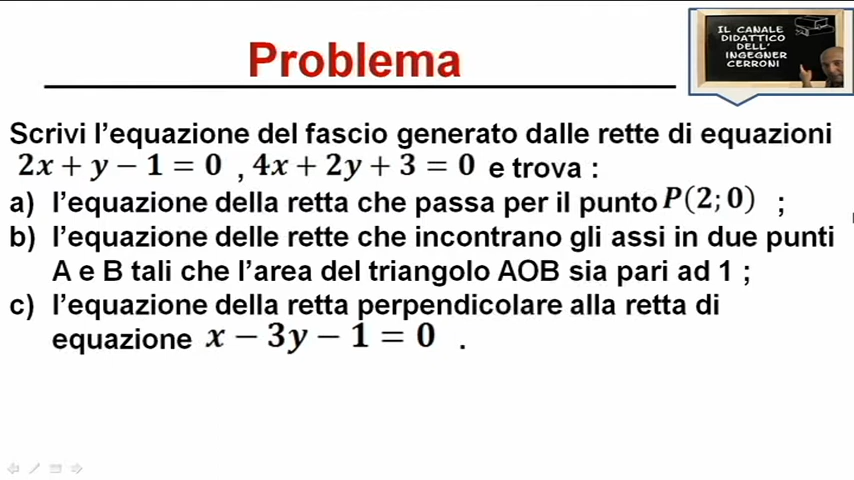 Problema
IL CANALE
DIDATTICO
DELL'
INGEGNER
CERRONI
Scrivi l'equazione del fascio generato dalle rette di equazioni
2x + y − 1 = 0 , 4x + 2y + 3 = 0 e trova :
a) l'equazione della retta che passa per il punto P(2; 0) ;
b) l'equazione delle rette che incontrano gli assi in due punti
A e B tali che l'area del triangolo AOB sia pari ad 1 ;
c) l'equazione della retta perpendicolare alla retta di
equazione x − 3y − 1 = 0 .